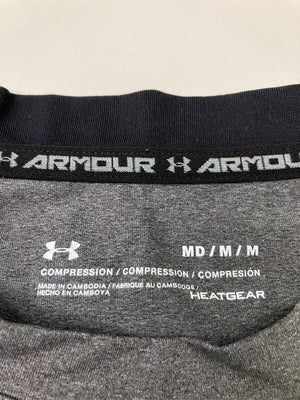 ARMOUR ARMOUR
MD / M / M
COMPRESSION / COMPRESSION / COMPRESIÓN
MADE IN CAMBODIA / FABRIQUÉ AU CAMBODGE /
HECHO EN CAMBOYA
HEATGEAR